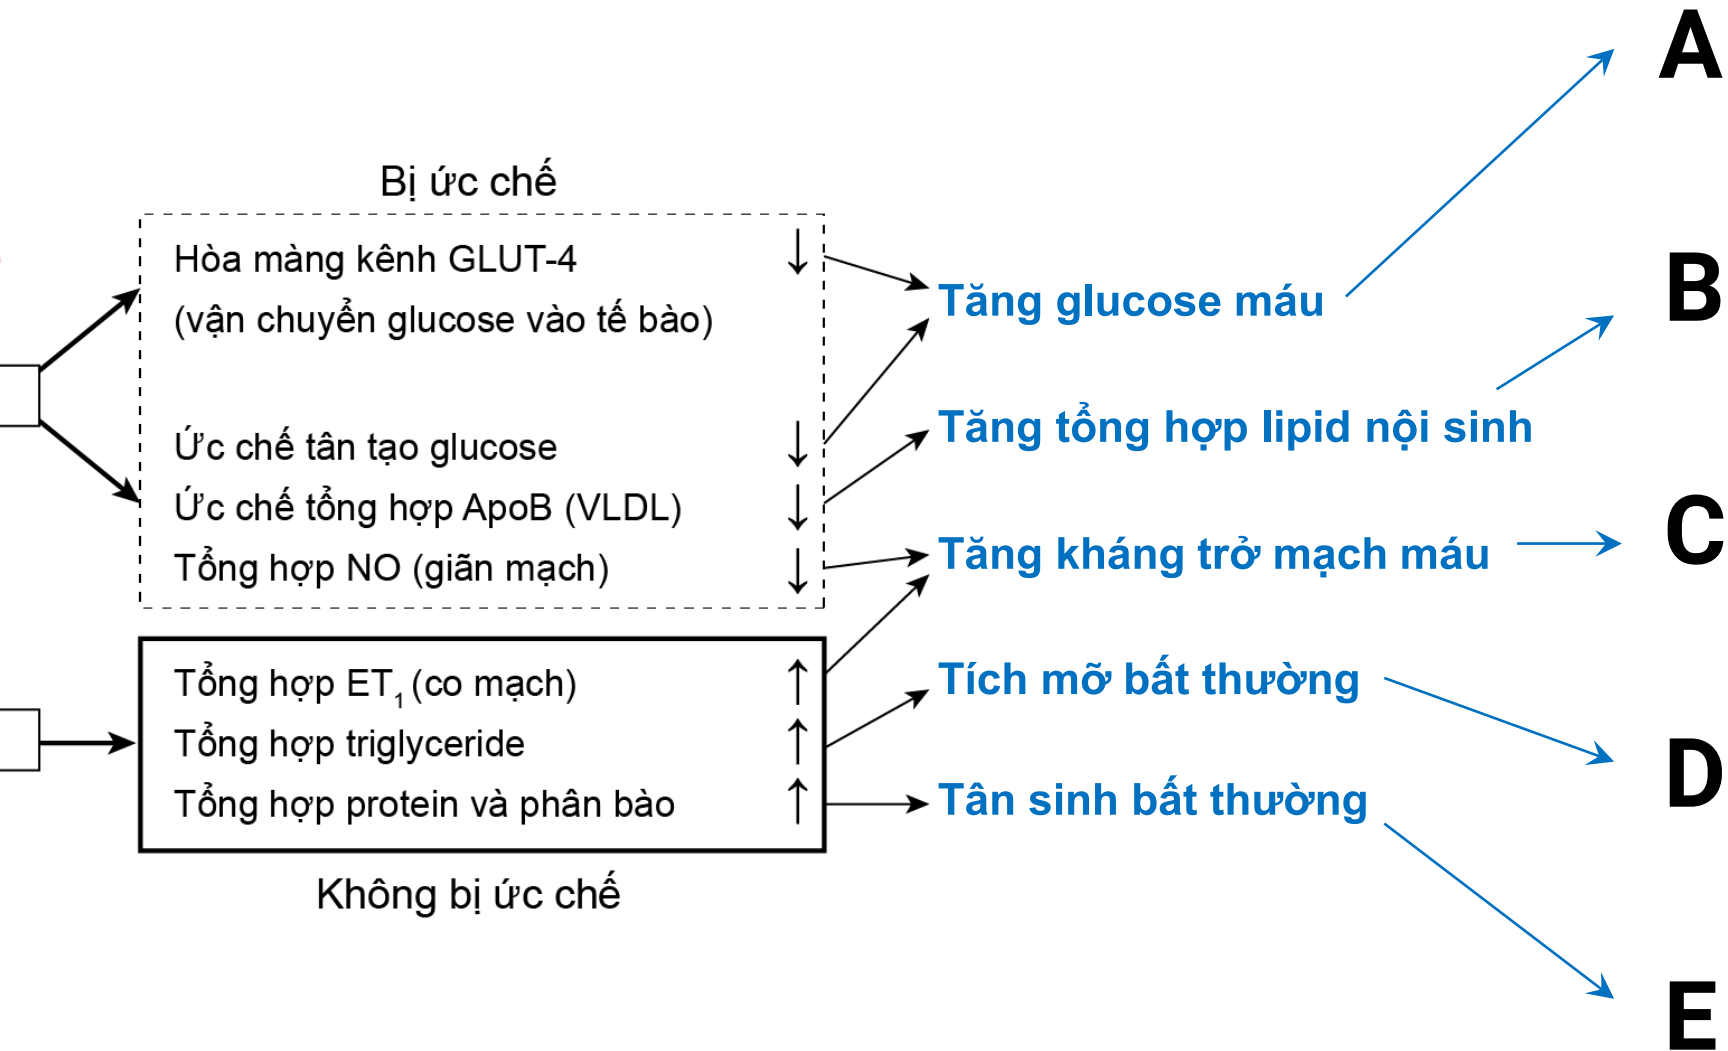 A
Bị ức chế
Hòa màng kênh GLUT-4 ↓
(vận chuyển glucose vào tế bào)
Ức chế tân tạo glucose ↓
Ức chế tổng hợp ApoB (VLDL) ↓
Tổng hợp NO (giãn mạch) ↓
Tổng hợp ET₁ (co mạch) ↑
Tổng hợp triglyceride ↑
Tổng hợp protein và phân bào ↑
Không bị ức chế
Tăng glucose máu
Tăng tổng hợp lipid nội sinh
Tăng kháng trở mạch máu
Tích mỡ bất thường
Tân sinh bất thường
B
C
D
E